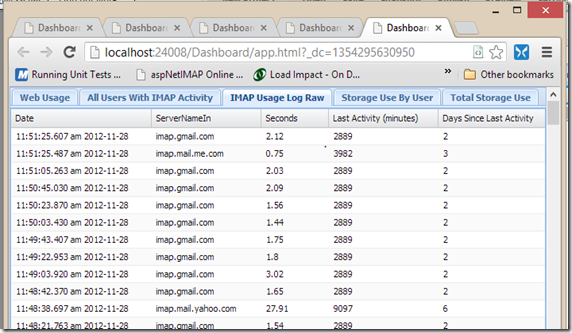 Dashboard
Dashboard
Dashboard
Dashboard
Dashboard
localhost:24008/Dashboard/app.html?_dc=1354295630950
Running Unit Tests ... aspNetIMAP Online ... Load Impact - On D... » Other bookmarks
Web Usage All Users With IMAP Activity IMAP Usage Log Raw Storage Use By User Total Storage Use
Date ServerNameIn Seconds Last Activity (minutes) Days Since Last Activity
11:51:25.607 am 2012-11-28 imap.gmail.com 2.12 2889 2
11:51:25.487 am 2012-11-28 imap.mail.me.com 0.75 3982 3
11:51:05.263 am 2012-11-28 imap.gmail.com 2.03 2889 2
11:50:45.030 am 2012-11-28 imap.gmail.com 2.09 2889 2
11:50:23.870 am 2012-11-28 imap.gmail.com 1.56 2889 2
11:50:03.430 am 2012-11-28 imap.gmail.com 1.44 2889 2
11:49:43.407 am 2012-11-28 imap.gmail.com 1.75 2889 2
11:49:22.953 am 2012-11-28 imap.gmail.com 1.8 2889 2
11:49:03.920 am 2012-11-28 imap.gmail.com 3.02 2889 2
11:48:42.370 am 2012-11-28 imap.gmail.com 1.65 2889 2
11:48:38.697 am 2012-11-28 imap.mail.yahoo.com 27.91 9097 6
11:48:21.763 am 2012-11-28 imap.gmail.com 1.54 2889 2